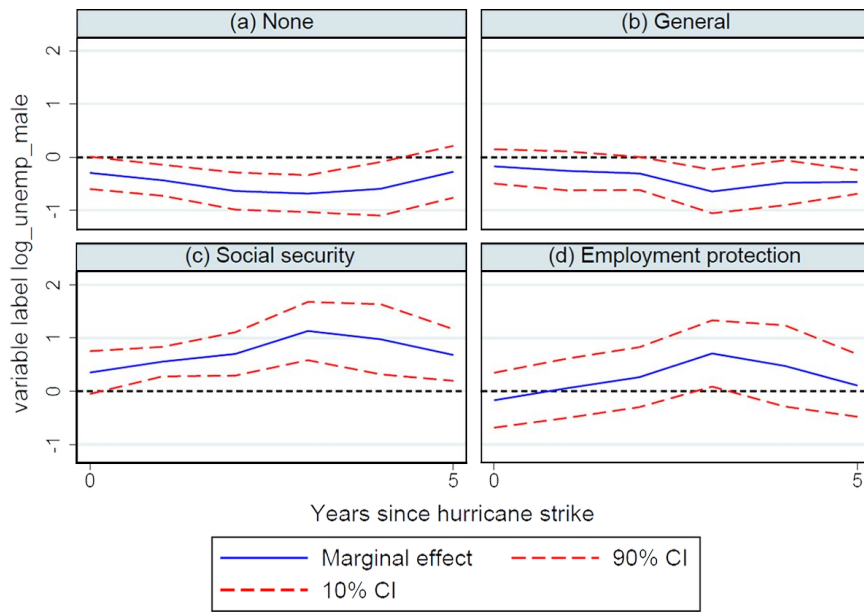 (a) None
(b) General
2
1
0
-1
(c) Social security
(d) Employment protection
2
1
0
-1
variable label log_unemp_male
0
5
0
5
Years since hurricane strike
Marginal effect
90% CI
10% CI